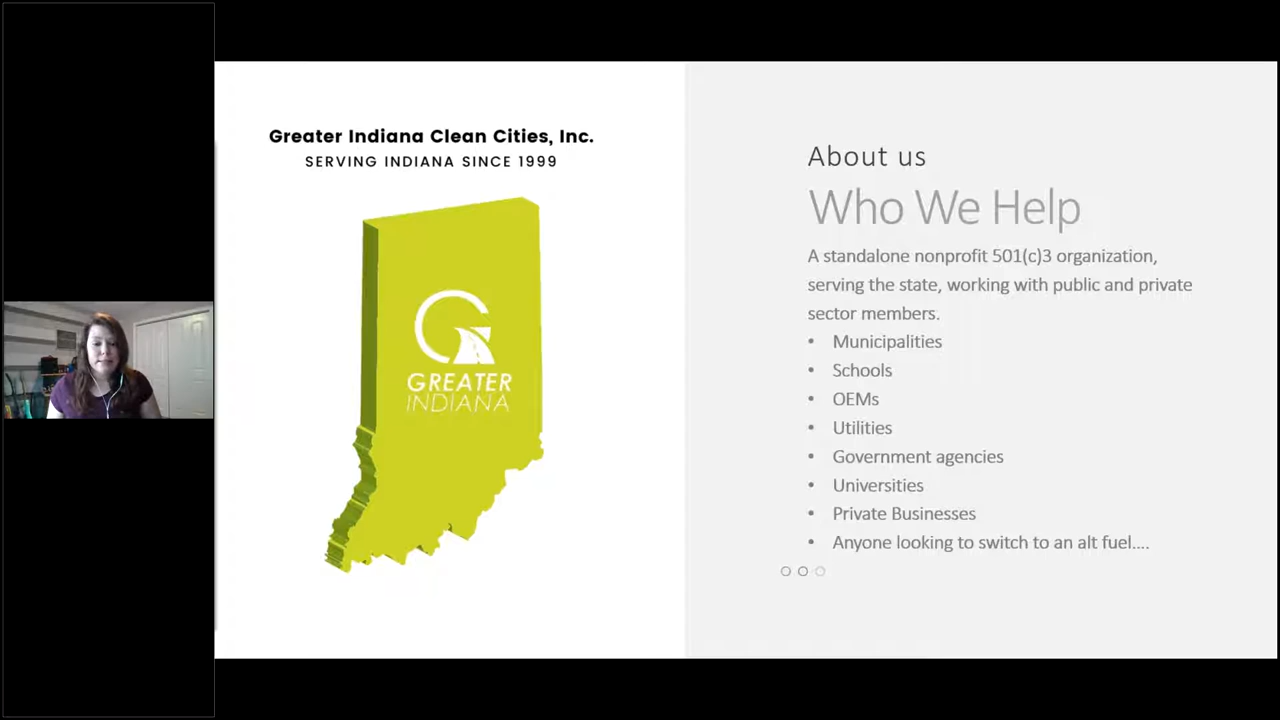 Greater Indiana Clean Cities, Inc.
SERVING INDIANA SINCE 1999
GREATER
INDIANA
About us
Who We Help
A standalone nonprofit 501(c)3 organization,
serving the state, working with public and private
sector members.
• Municipalities
• Schools
• OEMs
• Utilities
• Government agencies
• Universities
• Private Businesses
• Anyone looking to switch to an alt fuel....